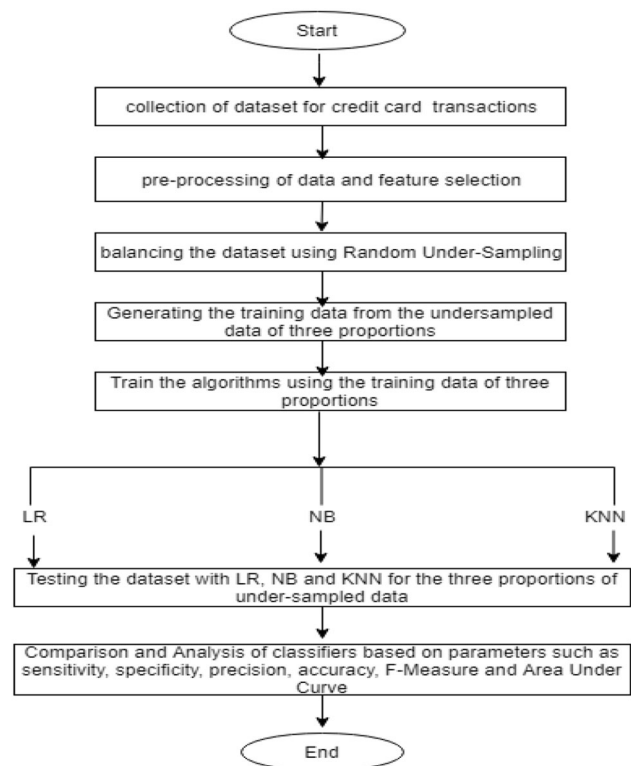 Start
collection of dataset for credit card transactions
pre-processing of data and feature selection
balancing the dataset using Random Under-Sampling
Generating the training data from the undersampled
data of three proportions
Train the algorithms using the training data of three
proportions
LR
NB
KNN
Testing the dataset with LR, NB and KNN for the three proportions of
under-sampled data
Comparison and Analysis of classifiers based on parameters such as
sensitivity, specificity, precision, accuracy, F-Measure and Area Under
Curve
End